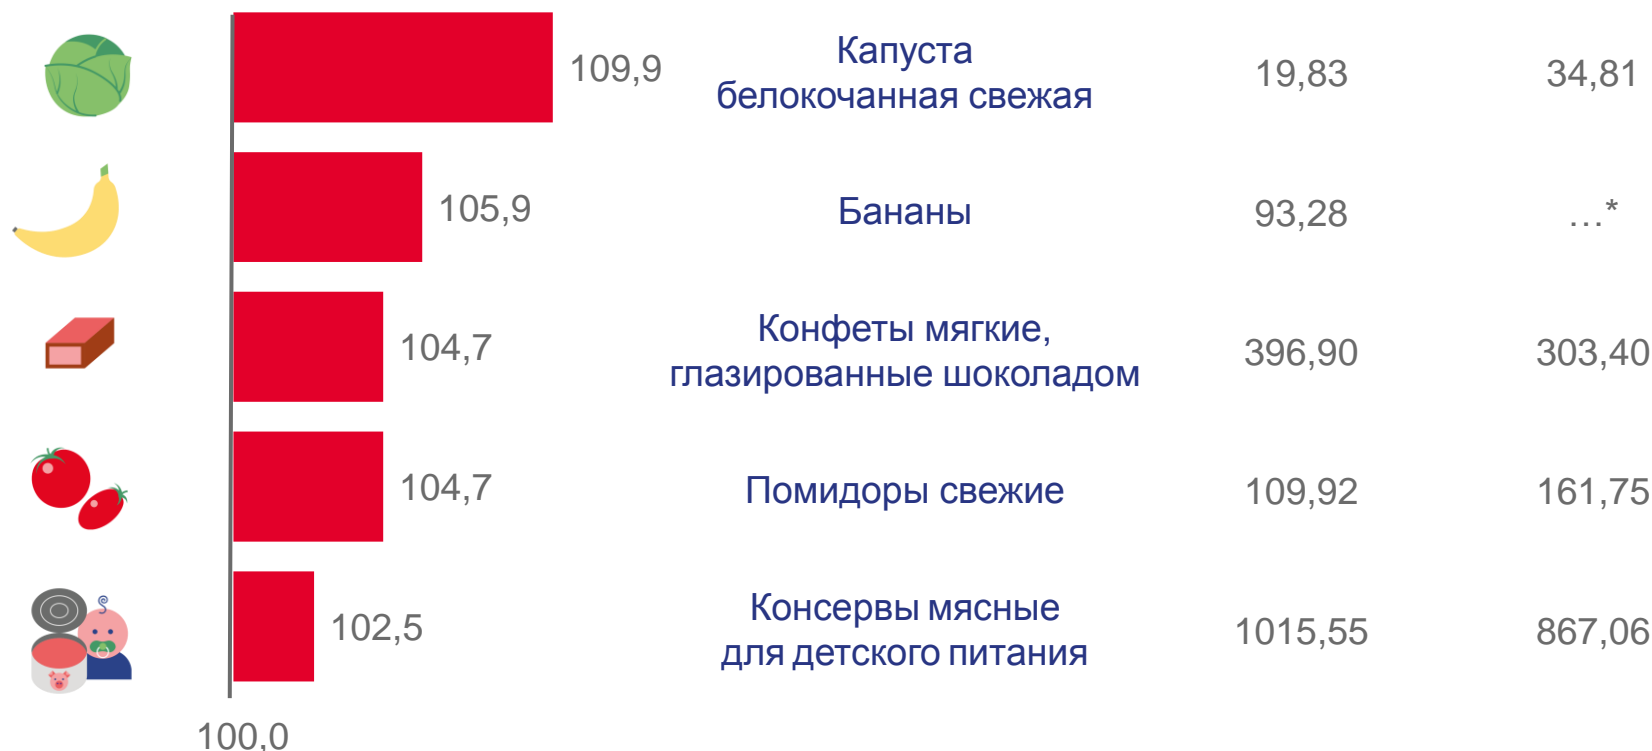 109,9
Капуста
белокочанная свежая
19,83
34,81
105,9
Бананы
93,28
…*
104,7
Конфеты мягкие,
глазированные шоколадом
396,90
303,40
104,7
Помидоры свежие
109,92
161,75
102,5
Консервы мясные
для детского питания
1015,55
867,06
100,0